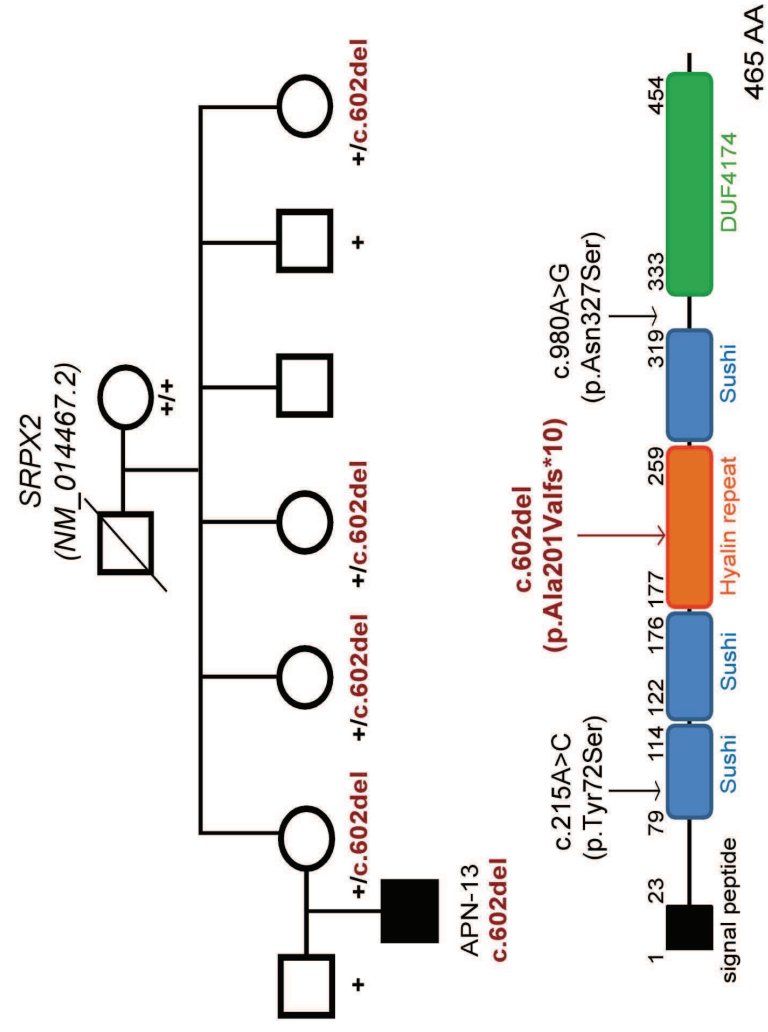 SRPX2
(NM_014467.2)
+/+
+
+/c.602del
+/c.602del
+/c.602del
+
+/c.602del
APN-13
c.602del
c.215A>C
(p.Tyr72Ser)
c.602del
(p.Ala201Valfs*10)
c.980A>G
(p.Asn327Ser)
1 23 79 114 122 176 177 259 319 333 454
signal peptide Sushi Sushi Hyalin repeat Sushi DUF4174
465 AA